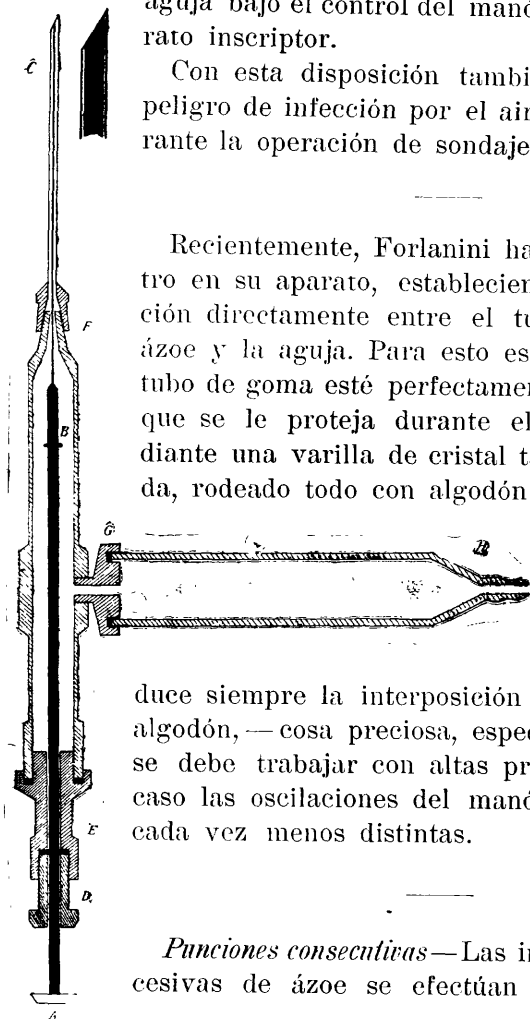 aguja bajo el control del manó
rato inscriptor.
Con esta disposición tambi
peligro de infección por el air
rante la operación de sondaje
Recientemente, Forlanini ha
tro en su aparato, establecien
ción directamente entre el tu
ázoe y la aguja. Para esto es
tubo de goma esté perfectame
que se le proteja durante el
diante una varilla de cristal t
da, rodeado todo con algodón
C
F
B
G
H
duce siempre la interposición
algodón,—cosa preciosa, espe
se debe trabajar con altas pr
caso las oscilaciones del manó
cada vez menos distintas.
E
D
A
Punciones consecutivas—Las in
cesivas de ázoe se efectúan